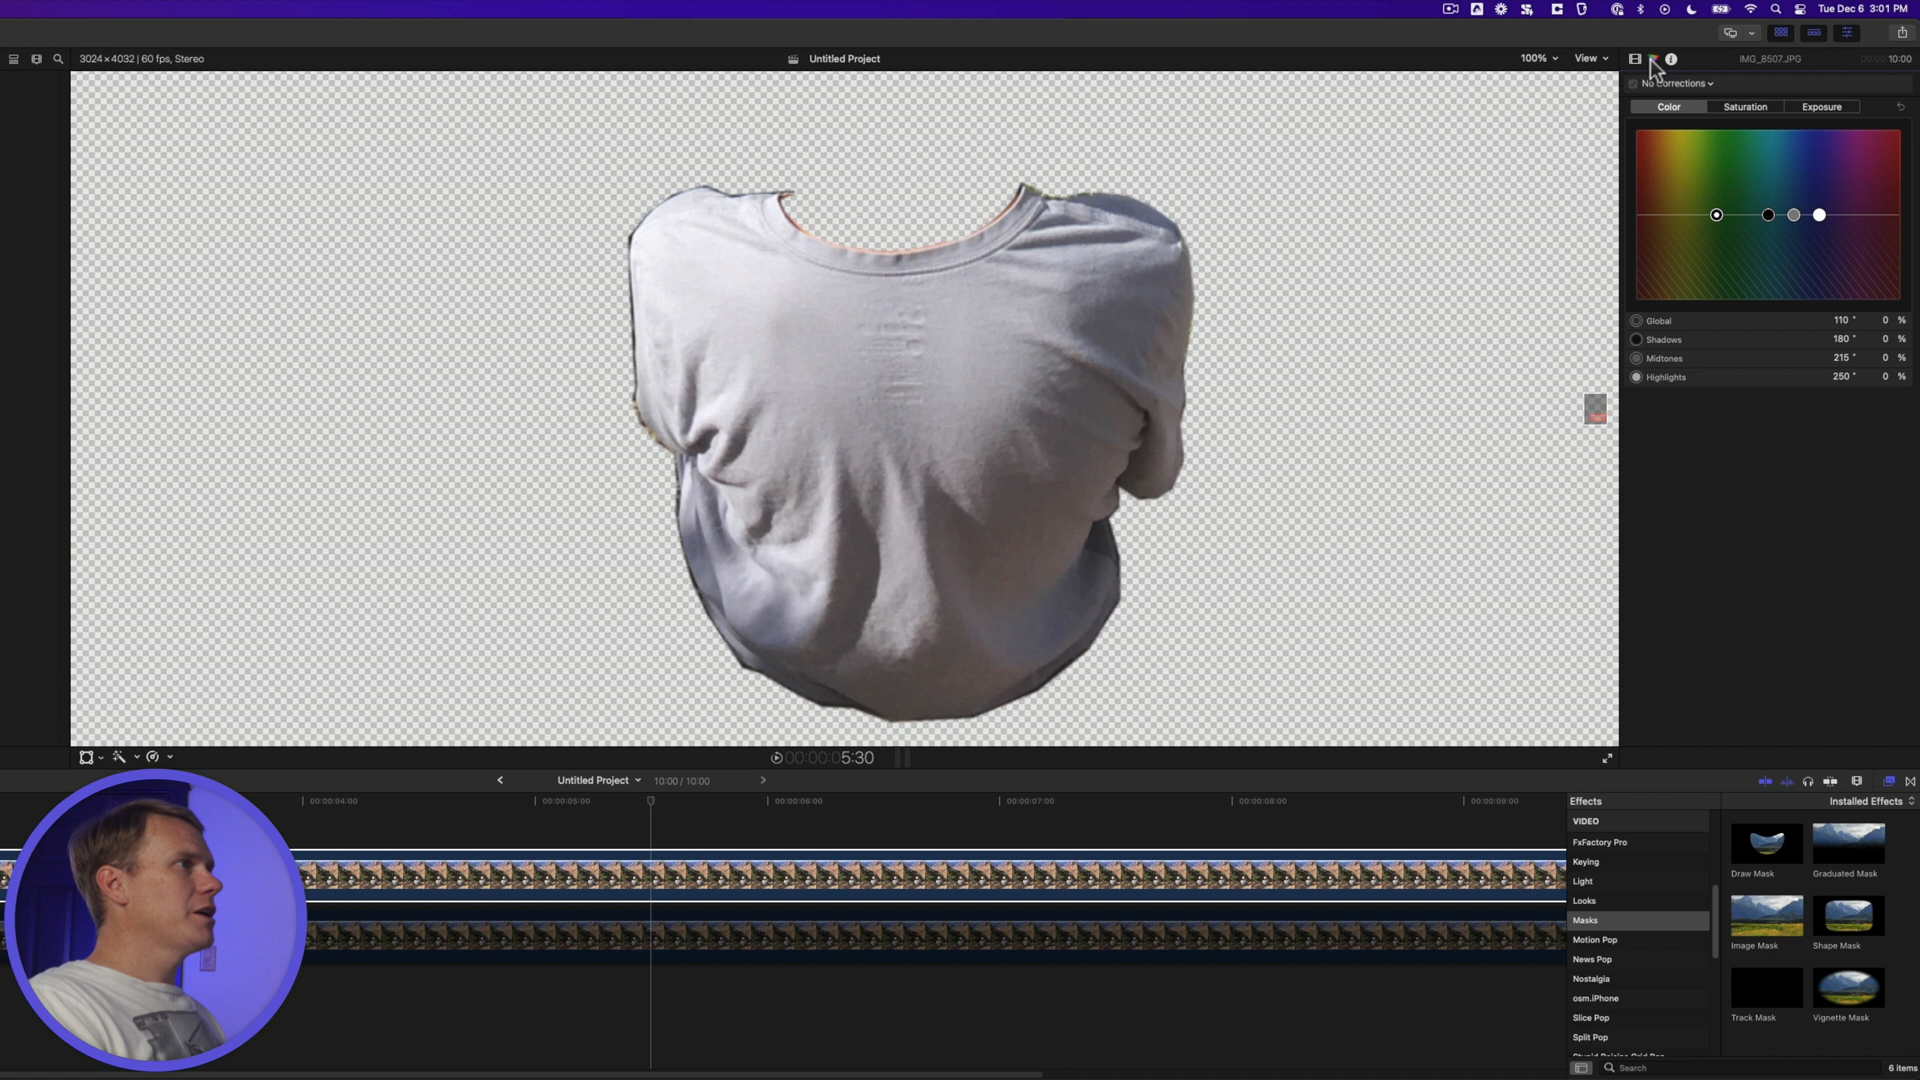 Tue Dec 6 3:01 PM
3024×4032 | 60 fps, Stereo
Untitled Project
100%
View
IMG_8507.JPG
00:00:10:00
No Corrections
Color
Saturation
Exposure
Global 110 ° 0 %
Shadows 180 ° 0 %
Midtones 215 ° 0 %
Highlights 250 ° 0 %
00:00:05:30
Untitled Project
10:00 / 10:00
00:00:04:00
00:00:05:00
00:00:06:00
00:00:07:00
00:00:08:00
00:00:09:00
Effects
Installed Effects
VIDEO
FxFactory Pro
Keying
Light
Looks
Masks
Motion Pop
News Pop
Nostalgia
osm.iPhone
Slice Pop
Split Pop
Draw Mask
Graduated Mask
Image Mask
Shape Mask
Track Mask
Vignette Mask
Search
6 items